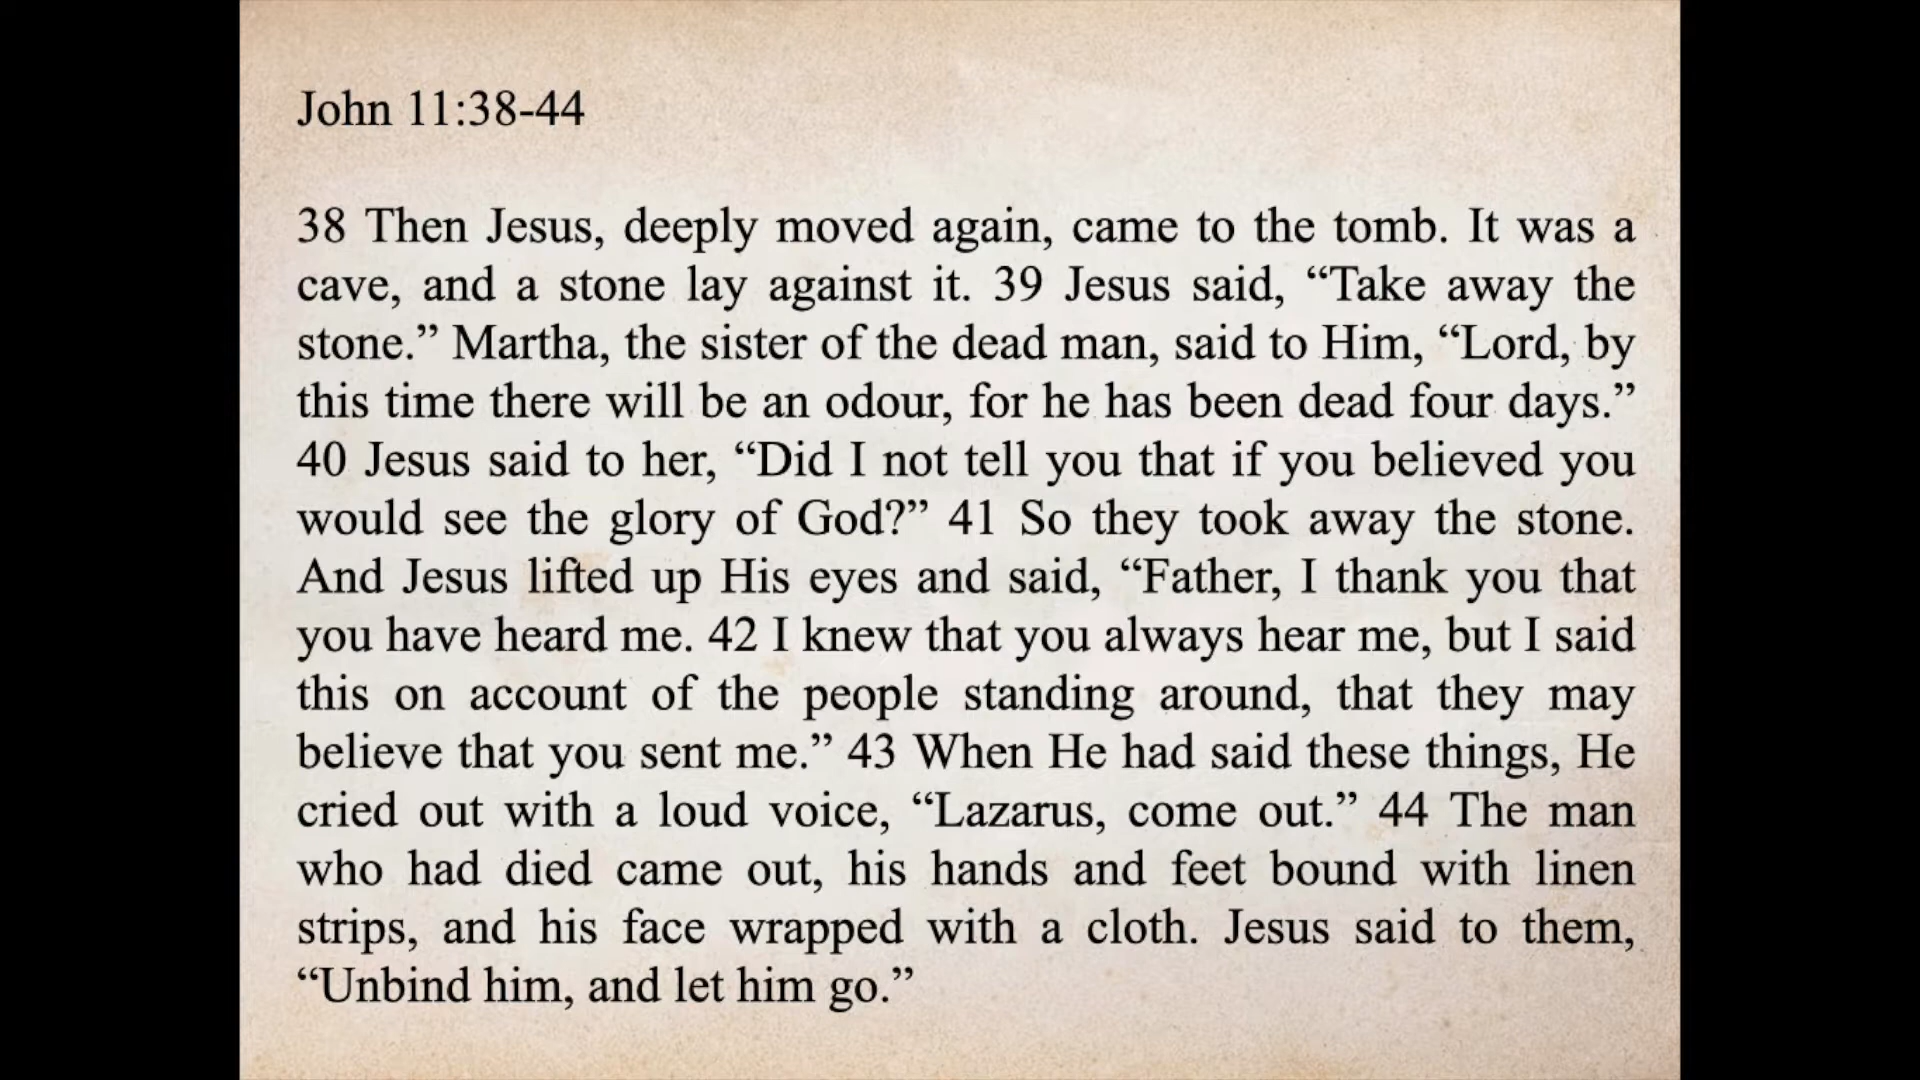 John 11:38-44
38 Then Jesus, deeply moved again, came to the tomb. It was a
cave, and a stone lay against it. 39 Jesus said, “Take away the
stone.” Martha, the sister of the dead man, said to Him, “Lord, by
this time there will be an odour, for he has been dead four days.”
40 Jesus said to her, “Did I not tell you that if you believed you
would see the glory of God?” 41 So they took away the stone.
And Jesus lifted up His eyes and said, “Father, I thank you that
you have heard me. 42 I knew that you always hear me, but I said
this on account of the people standing around, that they may
believe that you sent me.” 43 When He had said these things, He
cried out with a loud voice, “Lazarus, come out.” 44 The man
who had died came out, his hands and feet bound with linen
strips, and his face wrapped with a cloth. Jesus said to them,
“Unbind him, and let him go.”